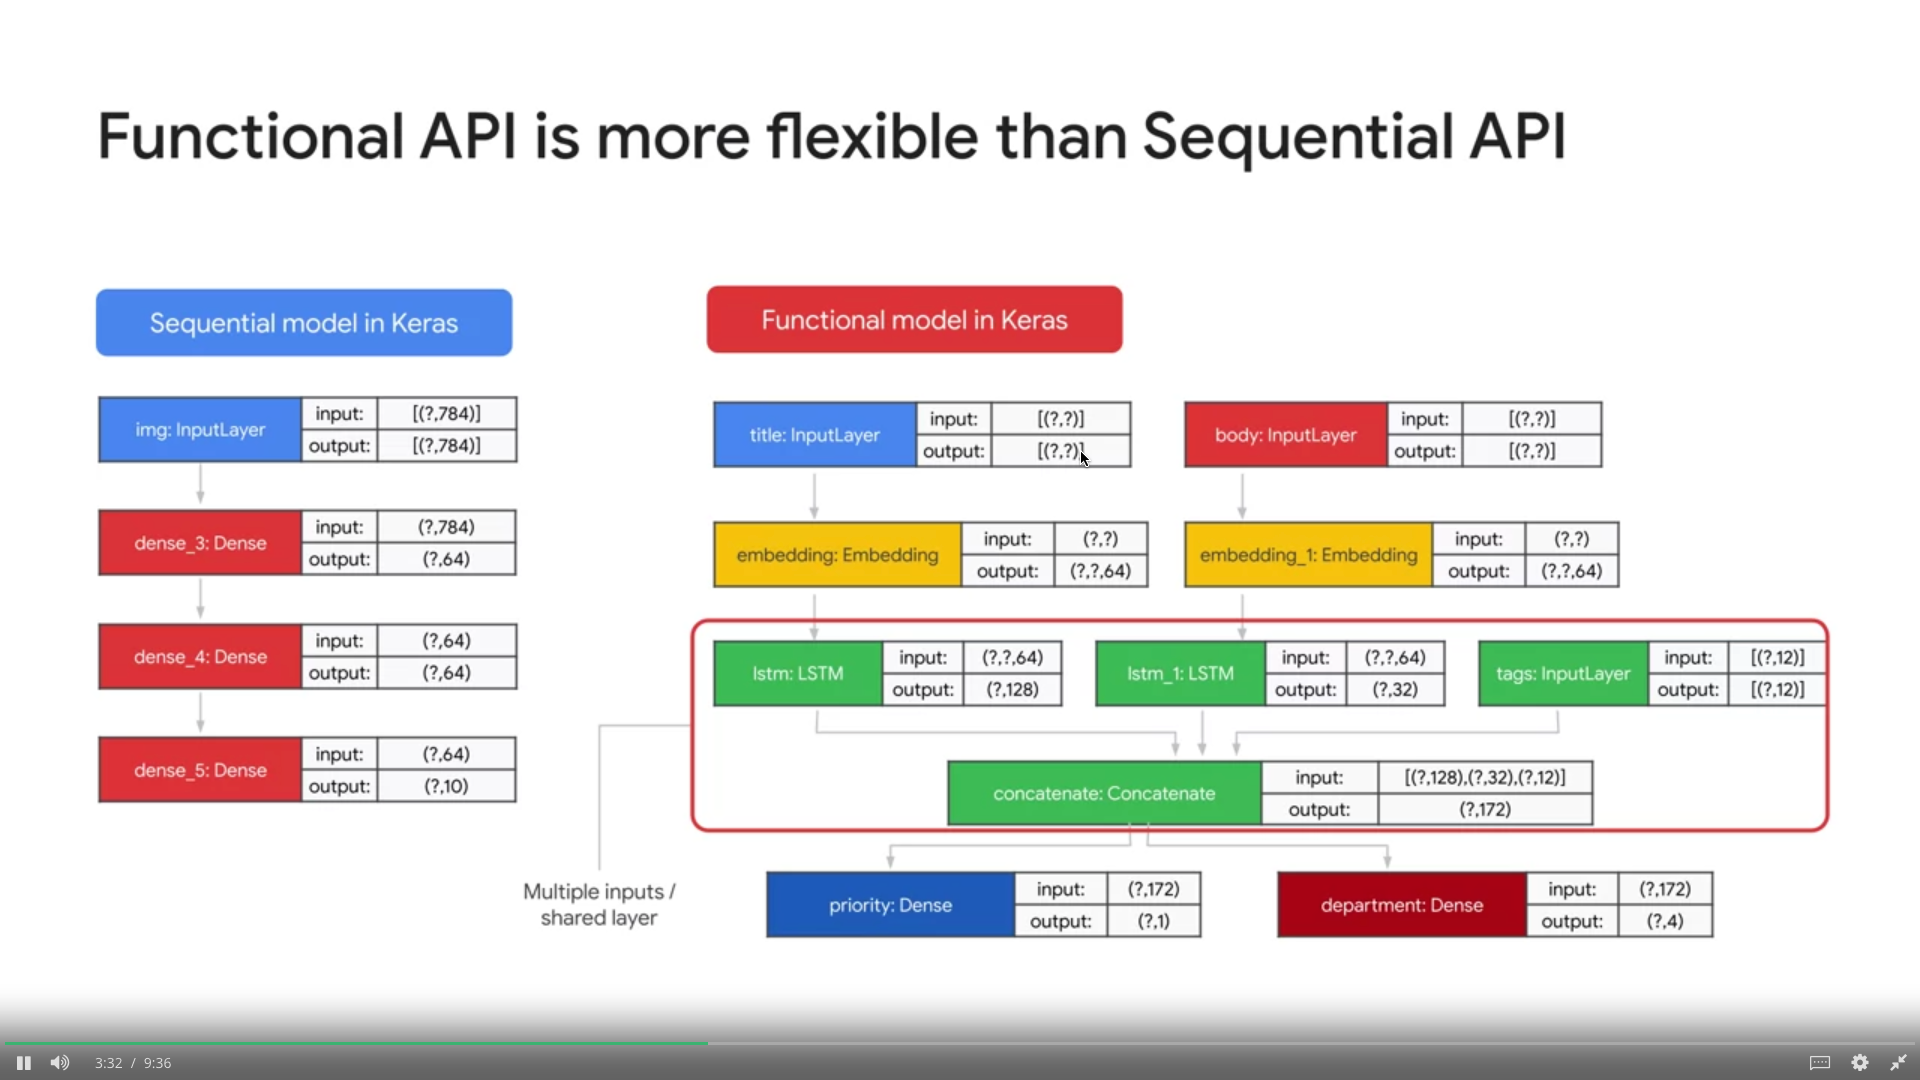 Functional API is more flexible than Sequential API
Sequential model in Keras
img: InputLayer
input: [(?,784)]
output: [(?,784)]
dense_3: Dense
input: (?,784)
output: (?,64)
dense_4: Dense
input: (?,64)
output: (?,64)
dense_5: Dense
input: (?,64)
output: (?,10)
Functional model in Keras
title: InputLayer
input: [(?,?)]
output: [(?,?)]
body: InputLayer
input: [(?,?)]
output: [(?,?)]
embedding: Embedding
input: (?,?)
output: (?,?,64)
embedding_1: Embedding
input: (?,?)
output: (?,?,64)
lstm: LSTM
input: (?,?,64)
output: (?,128)
lstm_1: LSTM
input: (?,?,64)
output: (?,32)
tags: InputLayer
input: [(?,12)]
output: [(?,12)]
concatenate: Concatenate
input: [(?,128),(?,32),(?,12)]
output: (?,172)
Multiple inputs /
shared layer
priority: Dense
input: (?,172)
output: (?,1)
department: Dense
input: (?,172)
output: (?,4)
3:32 / 9:36